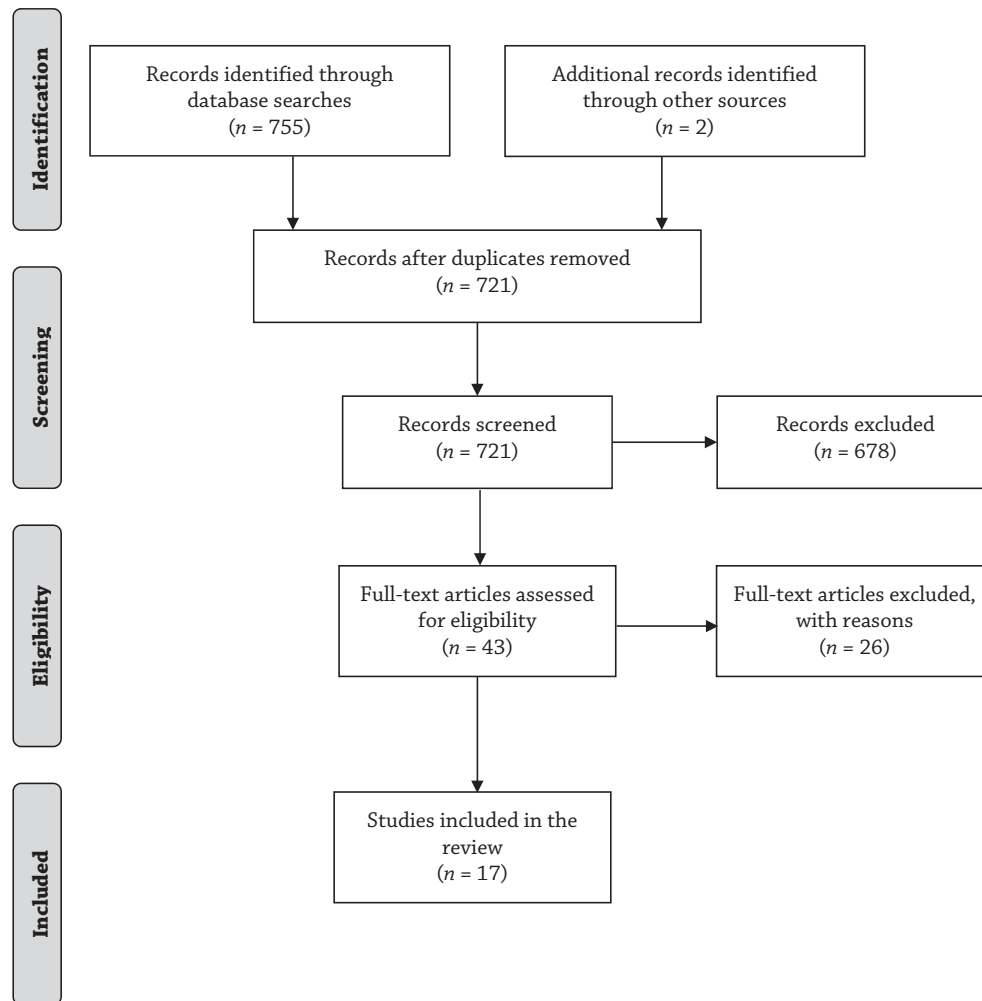 Identification
Records identified through
database searches
(n = 755)
Additional records identified
through other sources
(n = 2)
Records after duplicates removed
(n = 721)
Screening
Records screened
(n = 721)
Records excluded
(n = 678)
Eligibility
Full-text articles assessed
for eligibility
(n = 43)
Full-text articles excluded,
with reasons
(n = 26)
Included
Studies included in the
review
(n = 17)